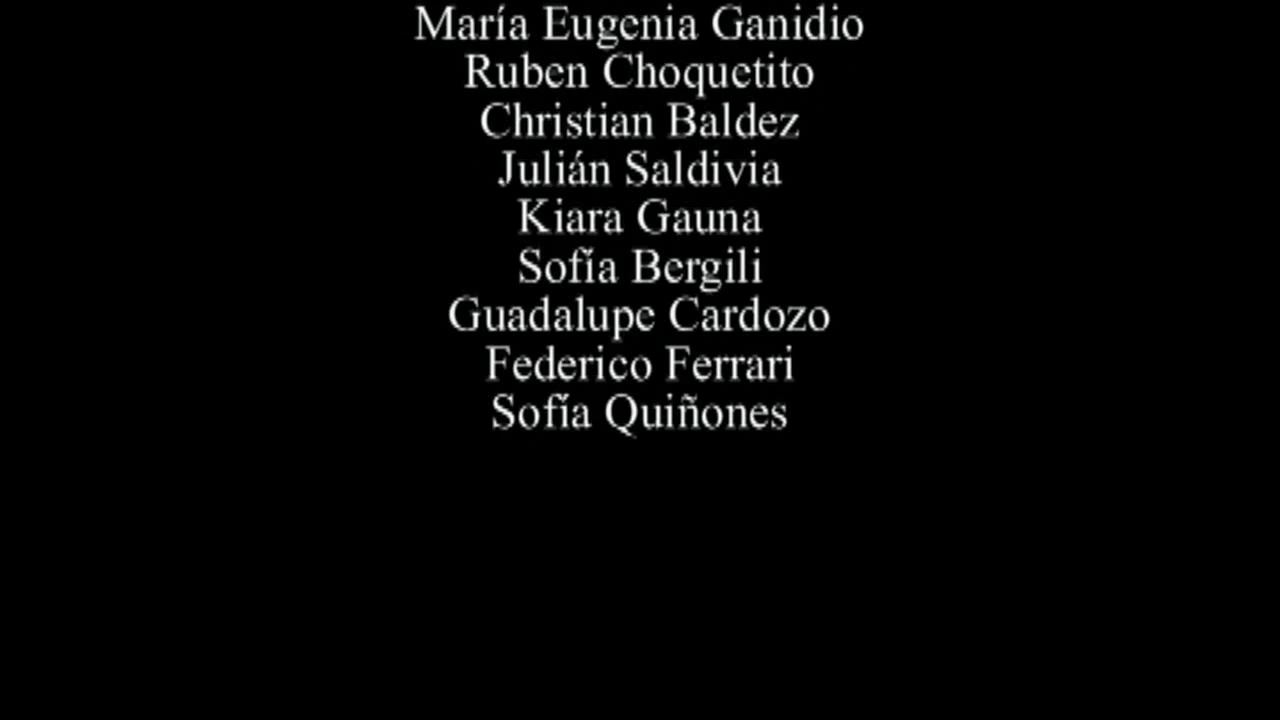 María Eugenia Ganidio
Ruben Choquetito
Christian Baldez
Julián Saldivia
Kiara Gauna
Sofía Bergili
Guadalupe Cardozo
Federico Ferrari
Sofía Quiñones